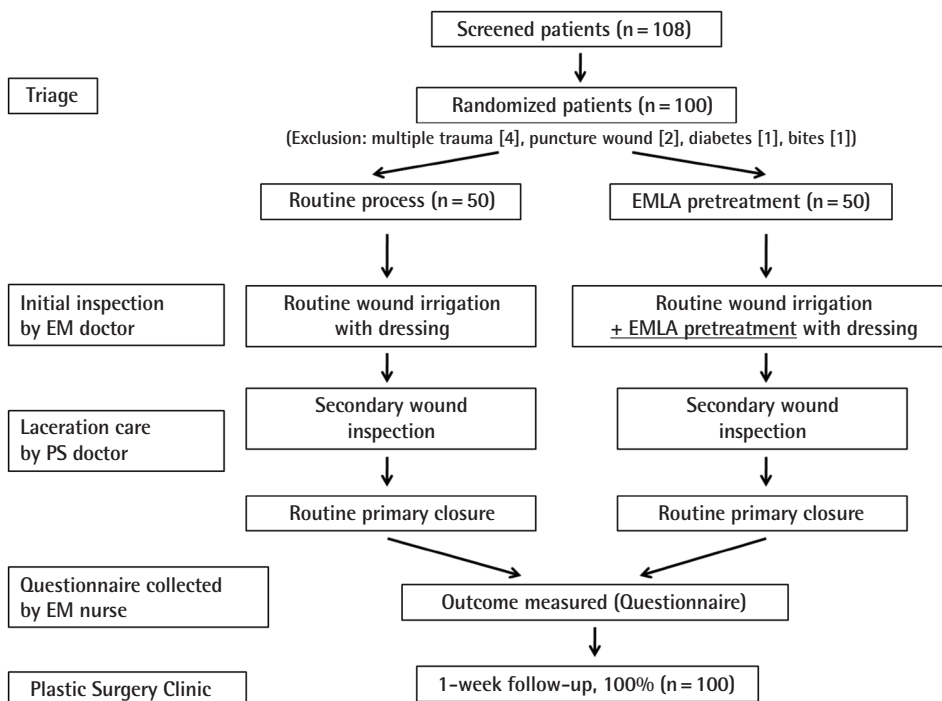 Screened patients (n = 108)
Triage
Randomized patients (n = 100)
(Exclusion: multiple trauma [4], puncture wound [2], diabetes [1], bites [1])
Routine process (n = 50)
EMLA pretreatment (n = 50)
Initial inspection
by EM doctor
Routine wound irrigation
with dressing
Routine wound irrigation
+ EMLA pretreatment with dressing
Laceration care
by PS doctor
Secondary wound
inspection
Secondary wound
inspection
Routine primary closure
Routine primary closure
Questionnaire collected
by EM nurse
Outcome measured (Questionnaire)
Plastic Surgery Clinic
1-week follow-up, 100% (n = 100)